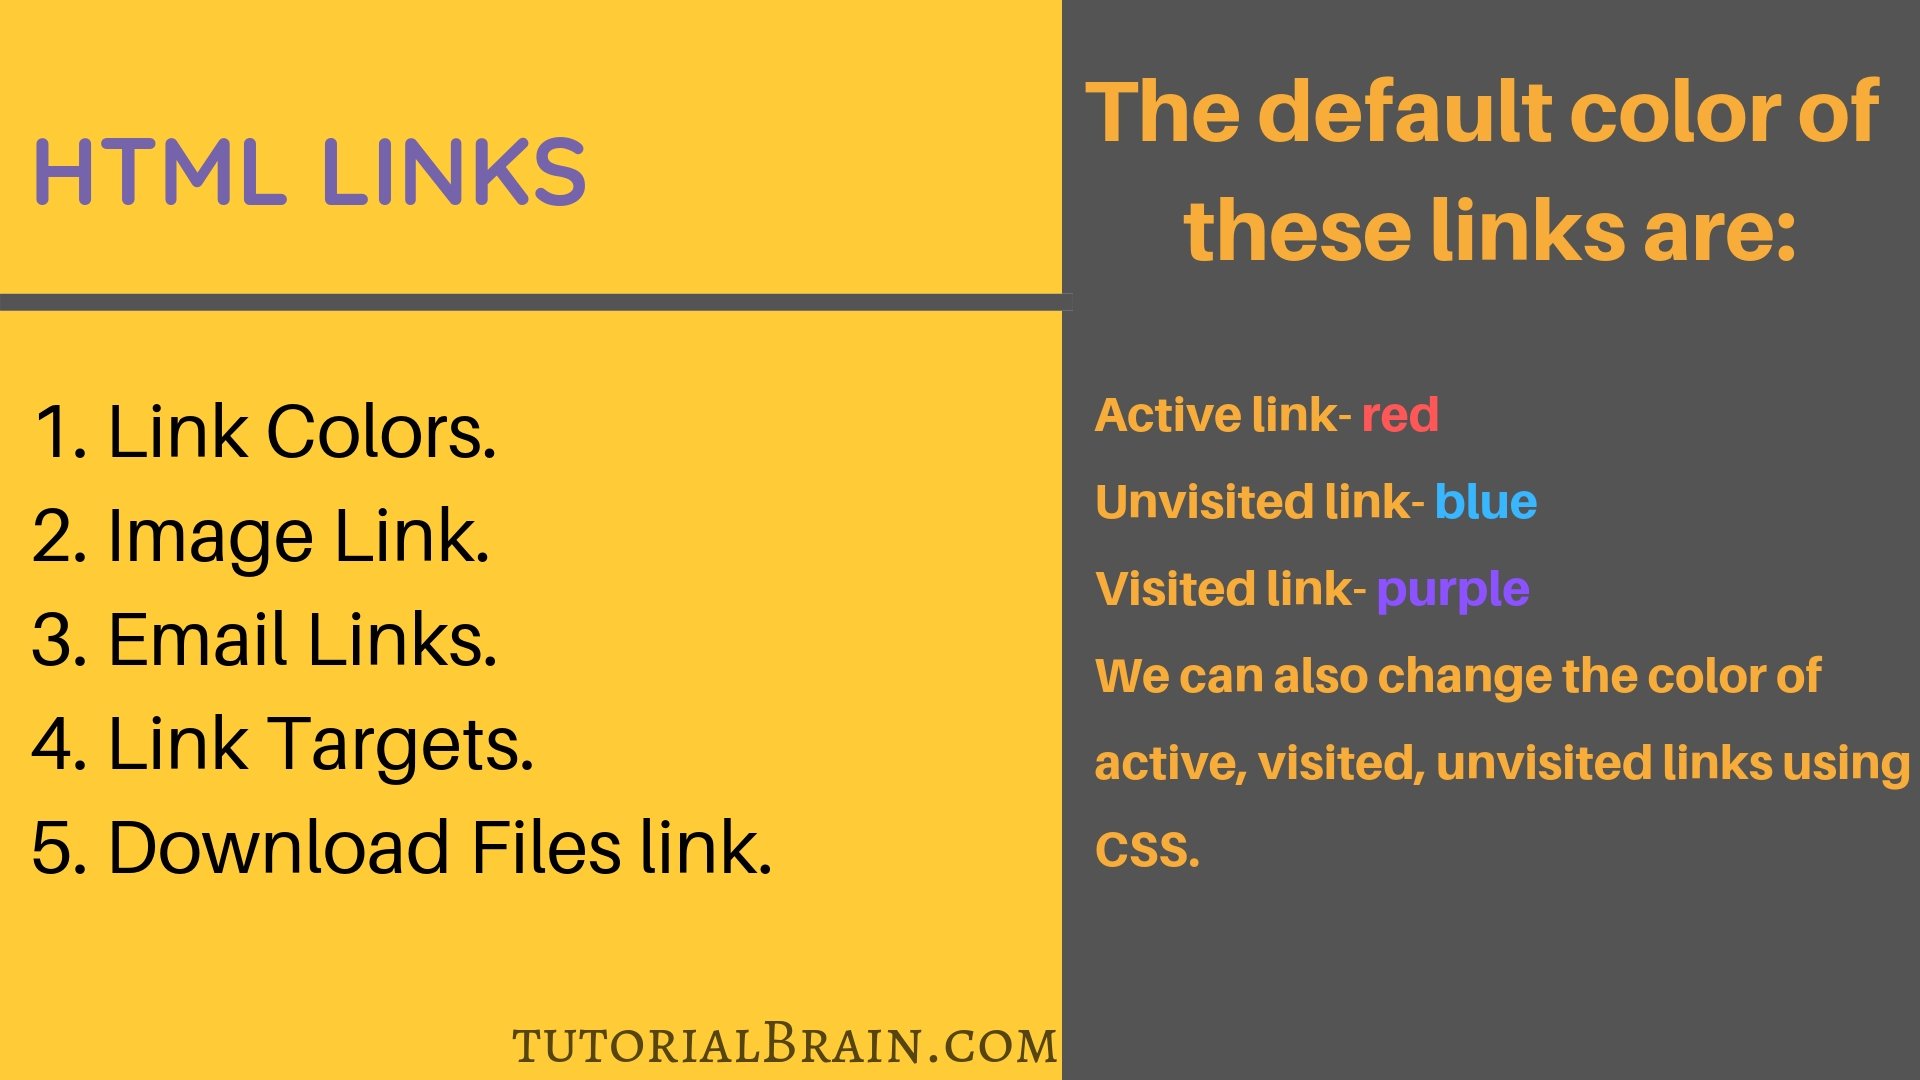 HTML LINKS
1. Link Colors.
2. Image Link.
3. Email Links.
4. Link Targets.
5. Download Files link.
tutorialBrain.com
The default color of
these links are:
Active link- red
Unvisited link- blue
Visited link- purple
We can also change the color of
active, visited, unvisited links using
CSS.